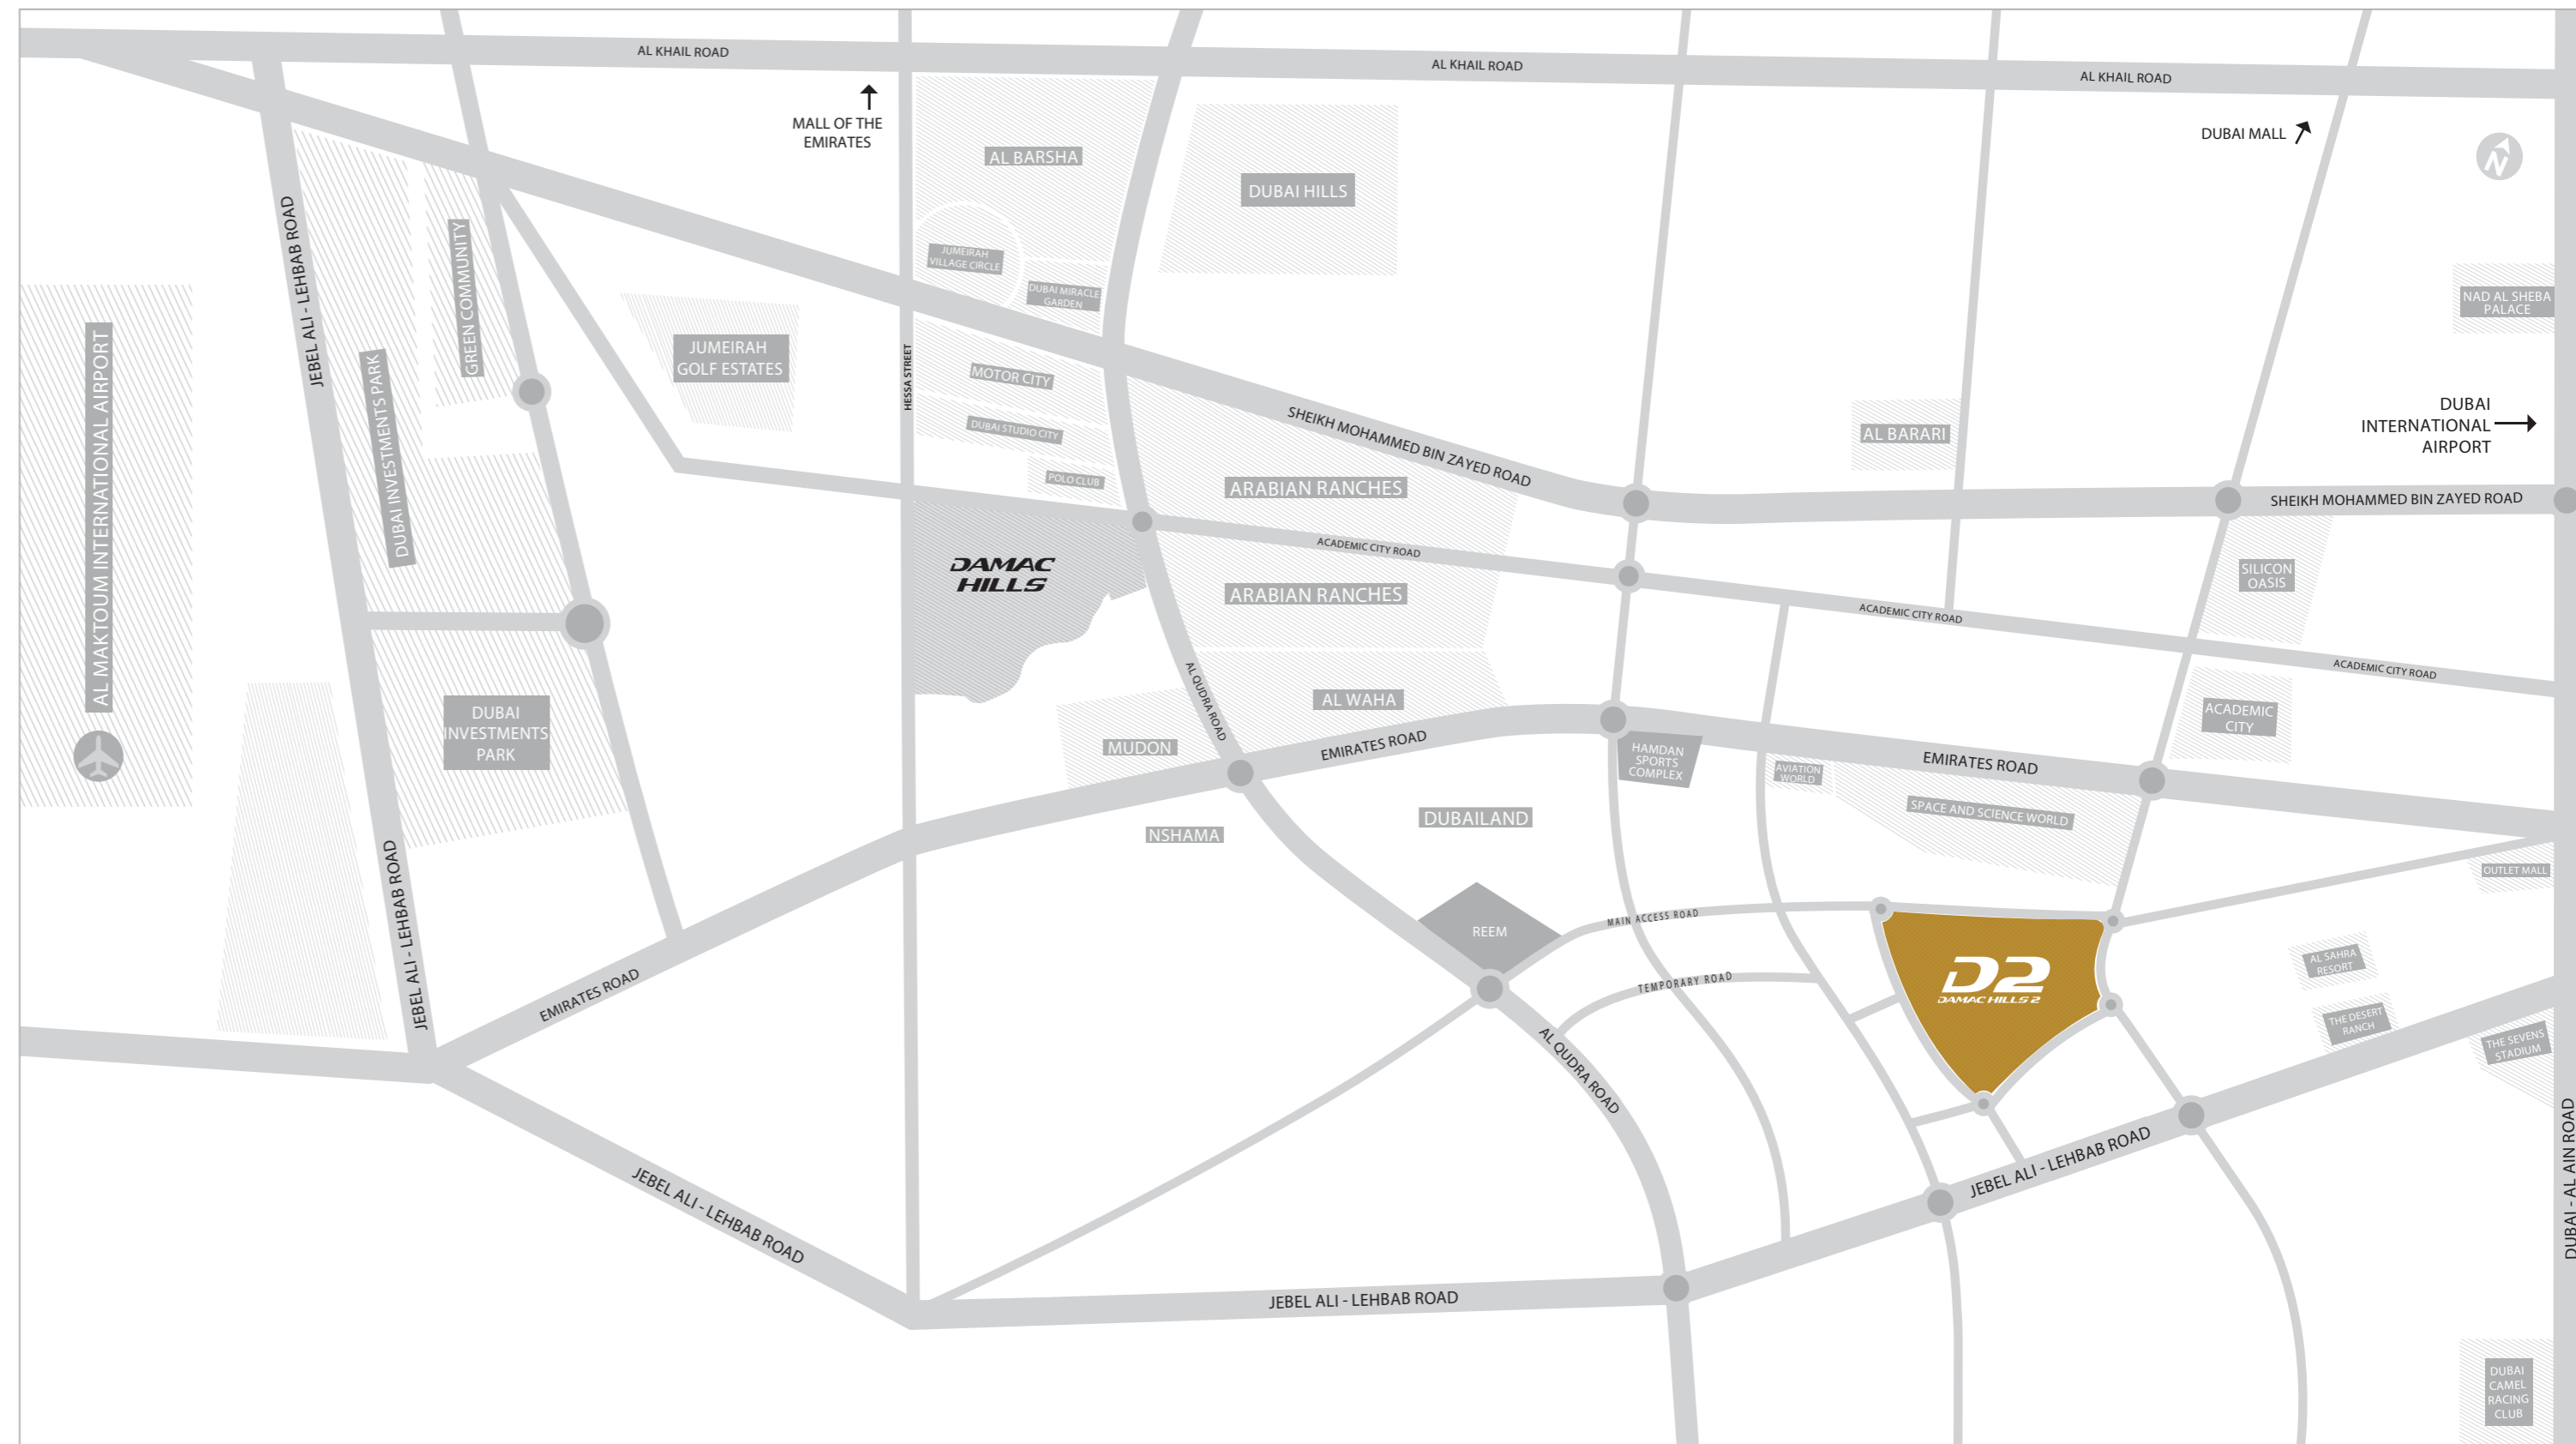 AL KHAIL ROAD
AL KHAIL ROAD
AL KHAIL ROAD
MALL OF THE
EMIRATES
DUBAI MALL
N
AL BARSHA
DUBAI HILLS
JEBEL ALI - LEHBAB ROAD
GREEN COMMUNITY
JUMEIRAH
VILLAGE CIRCLE
DUBAI MIRACLE
GARDEN
NAD AL SHEBA
PALACE
AL MAKTOUM INTERNATIONAL AIRPORT
DUBAI INVESTMENTS PARK
JUMEIRAH
GOLF ESTATES
HESSA STREET
MOTOR CITY
DUBAI STUDIO CITY
POLO CLUB
SHEIKH MOHAMMED BIN ZAYED ROAD
AL BARARI
DUBAI
INTERNATIONAL
AIRPORT
SHEIKH MOHAMMED BIN ZAYED ROAD
ARABIAN RANCHES
ACADEMIC CITY ROAD
DAMAC
HILLS
ARABIAN RANCHES
ACADEMIC CITY ROAD
SILICON
OASIS
ACADEMIC CITY ROAD
AL QUDRA ROAD
AL WAHA
ACADEMIC
CITY
DUBAI
INVESTMENTS
PARK
MUDON
EMIRATES ROAD
HAMDAN
SPORTS
COMPLEX
AVIATION
WORLD
EMIRATES ROAD
SPACE AND SCIENCE WORLD
NSHAMA
DUBAILAND
OUTLET MALL
JEBEL ALI - LEHBAB ROAD
REEM
MAIN ACCESS ROAD
TEMPORARY ROAD
D2
DAMAC HILLS 2
AL SAHRA
RESORT
THE DESERT
RANCH
THE SEVENS
STADIUM
EMIRATES ROAD
AL QUDRA ROAD
JEBEL ALI - LEHBAB ROAD
JEBEL ALI - LEHBAB ROAD
DUBAI - AL AIN ROAD
JEBEL ALI - LEHBAB ROAD
DUBAI
CAMEL
RACING
CLUB